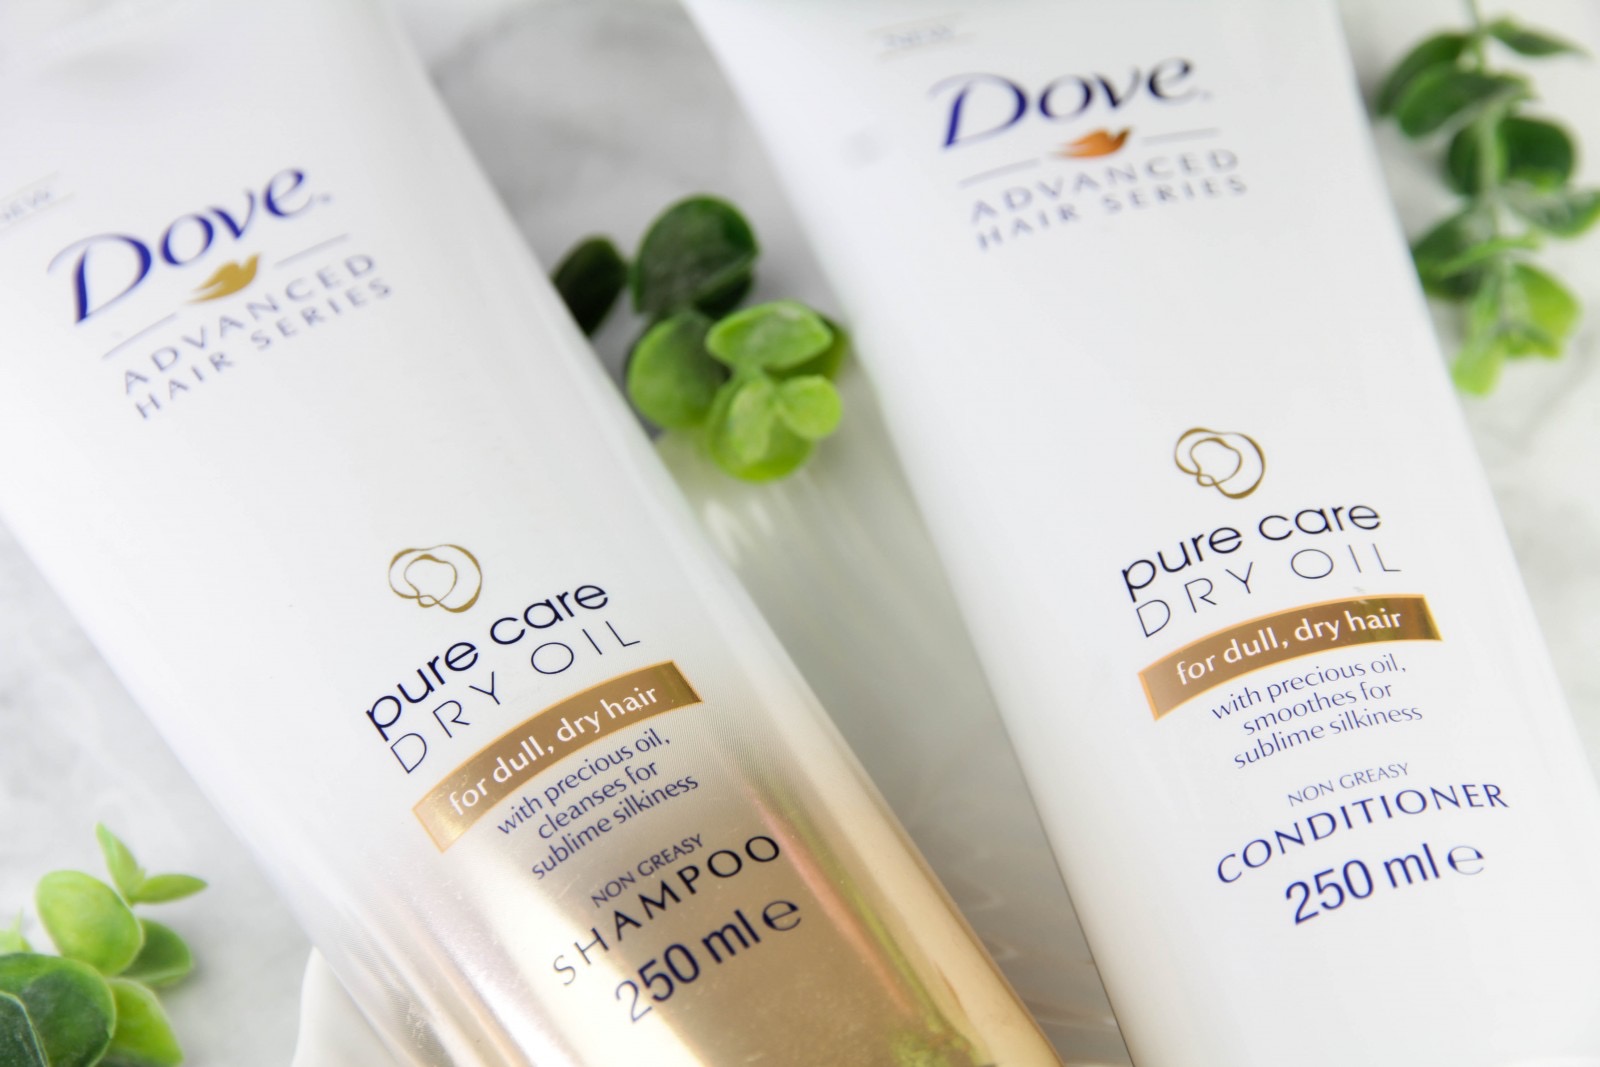 NEW
Dove
ADVANCED
HAIR SERIES
pure care
DRY OIL
for dull, dry hair
with precious oil,
cleanses for
sublime silkiness
NON GREASY
SHAMPOO
250 ml e
Dove
ADVANCED
HAIR SERIES
pure care
DRY OIL
for dull, dry hair
with precious oil,
smoothes for
sublime silkiness
NON GREASY
CONDITIONER
250 ml e